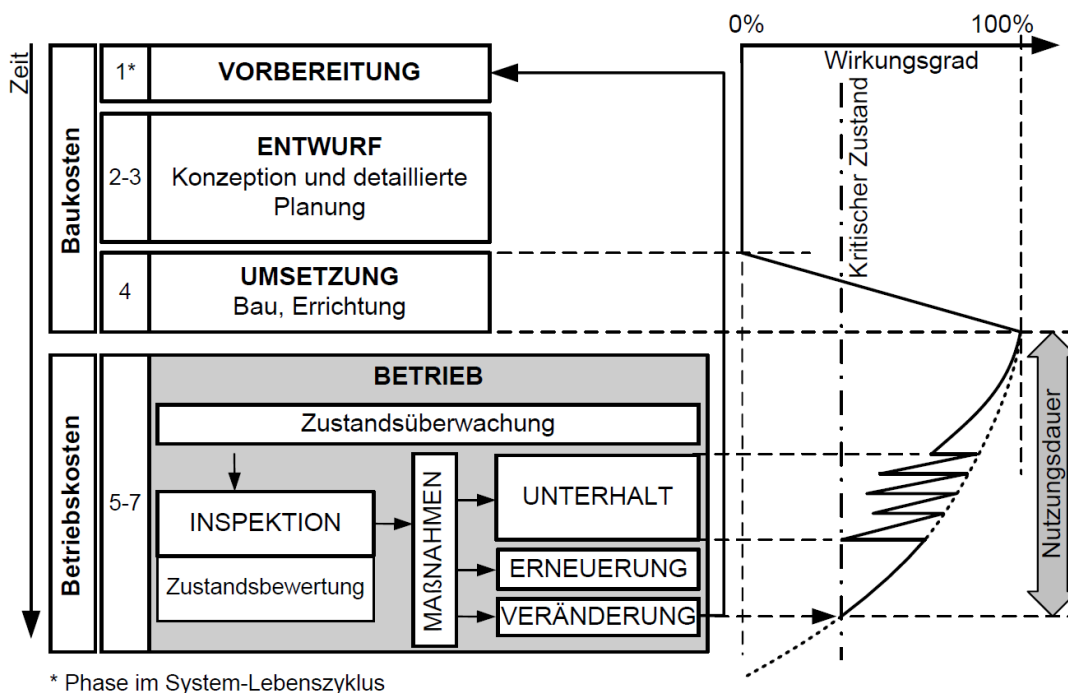 0%
100%
Zeit
Baukosten
1*
VORBEREITUNG
Wirkungsgrad
Kritischer Zustand
2-3
ENTWURF
Konzeption und detaillierte
Planung
4
UMSETZUNG
Bau, Errichtung
Betriebskosten
5-7
BETRIEB
Zustandsüberwachung
INSPEKTION
Zustandsbewertung
MAßNAHMEN
UNTERHALT
ERNEUERUNG
VERÄNDERUNG
Nutzungsdauer
* Phase im System-Lebenszyklus